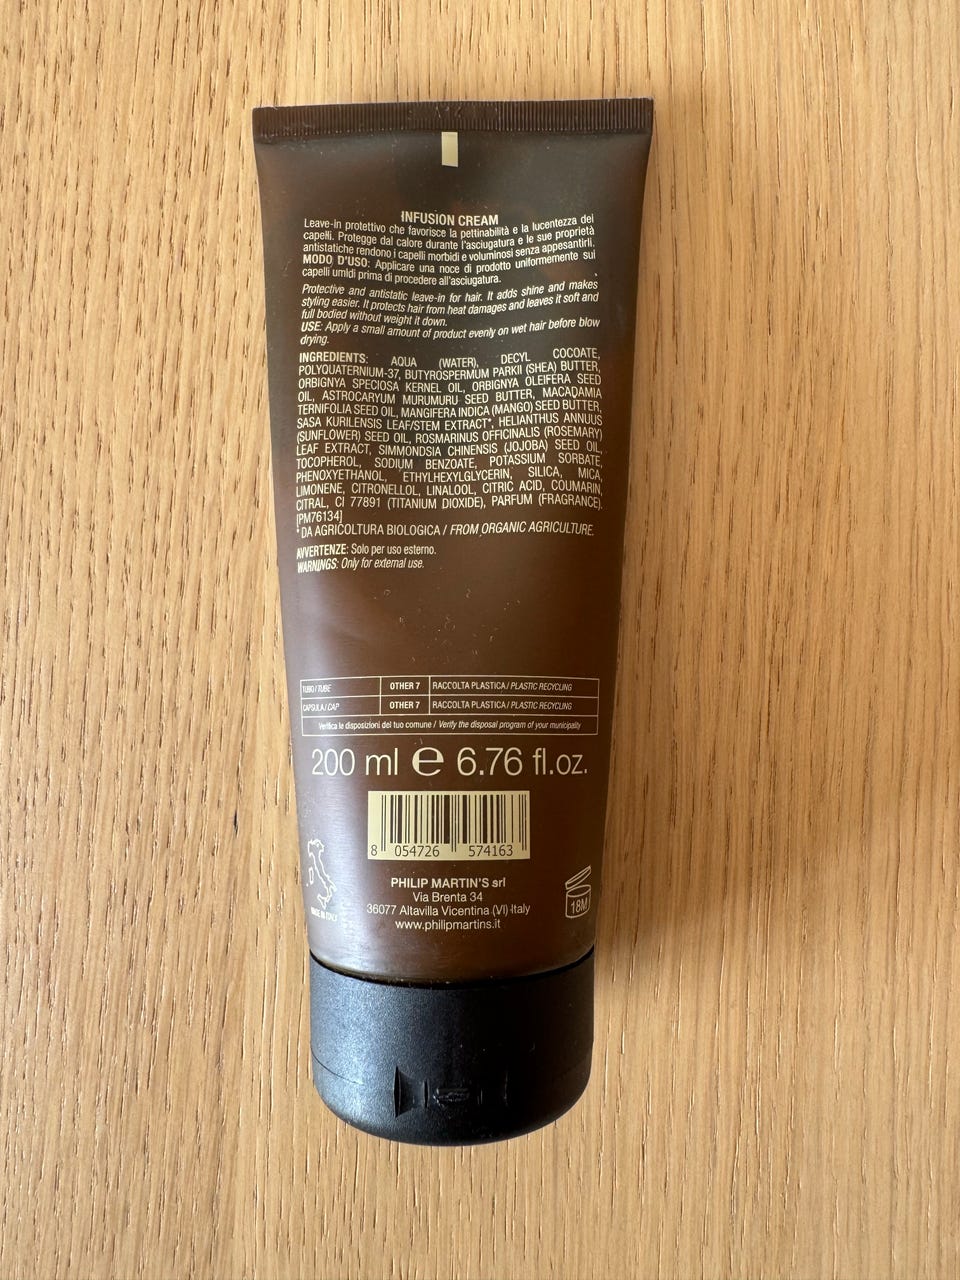 INFUSION CREAM
Leave-in protettivo che favorisce la pettinabilità e la lucentezza dei
capelli. Protegge dal calore durante l'asciugatura e le sue proprietà
antistatiche rendono i capelli morbidi e voluminosi senza appesantirli.
MODO D'USO: Applicare una noce di prodotto uniformemente sui
capelli umidi prima di procedere all'asciugatura.
Protective and antistatic leave-in for hair. It adds shine and makes
styling easier. It protects hair from heat damages and leaves it soft and
full bodied without weight it down.
USE: Apply a small amount of product evenly on wet hair before blow
drying.
INGREDIENTS: AQUA (WATER), DECYL COCOATE,
POLYQUATERNIUM-37, BUTYROSPERMUM PARKII (SHEA) BUTTER,
ORBIGNYA SPECIOSA KERNEL OIL, ORBIGNYA OLEIFERA SEED
OIL, ASTROCARYUM MURUMURU SEED BUTTER, MACADAMIA
TERNIFOLIA SEED OIL, MANGIFERA INDICA (MANGO) SEED BUTTER,
SASA KURILENSIS LEAF/STEM EXTRACT*, HELIANTHUS ANNUUS
(SUNFLOWER) SEED OIL, ROSMARINUS OFFICINALIS (ROSEMARY)
LEAF EXTRACT, SIMMONDSIA CHINENSIS (JOJOBA) SEED OIL,
TOCOPHEROL, SODIUM BENZOATE, POTASSIUM SORBATE,
PHENOXYETHANOL, ETHYLHEXYLGLYCERIN, SILICA, MICA,
LIMONENE, CITRONELLOL, LINALOOL, CITRIC ACID, COUMARIN,
CITRAL, CI 77891 (TITANIUM DIOXIDE), PARFUM (FRAGRANCE).
[PM76134]
*DA AGRICOLTURA BIOLOGICA / FROM ORGANIC AGRICULTURE.
AVVERTENZE: Solo per uso esterno.
WARNINGS: Only for external use.
TUBO / TUBE OTHER 7 RACCOLTA PLASTICA / PLASTIC RECYCLING
CAPSULA / CAP OTHER 7 RACCOLTA PLASTICA / PLASTIC RECYCLING
Verifica le disposizioni del tuo comune / Verify the disposal program of your municipality
200 ml e 6.76 fl.oz.
8 054726 574163
PHILIP MARTIN'S srl
Via Brenta 34
36077 Altavilla Vicentina (VI) Italy
www.philipmartins.it
MADE IN ITALY
18M